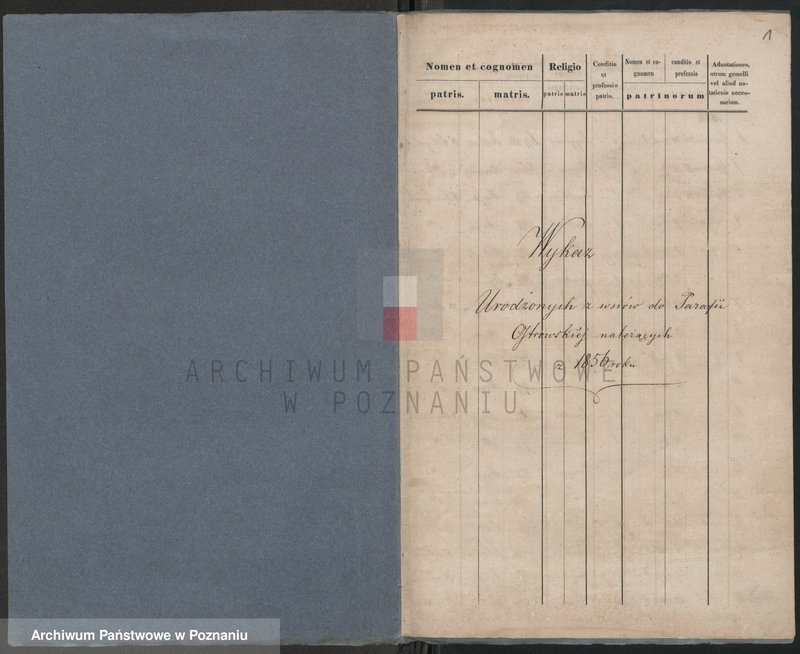 1
Nomen et cognomen
Religio
Conditio et professio patris.
Nomen et cognomen
conditio et professio
Adnotationes, utrum gemelli vel aliud notationis necessarium.
patris.
matris.
patris
matris
patrinorum
Wykaz
Urodzonych z wsiów do Parafii
Ostrowskiéj należących
z 1856 roku
ARCHIWUM PAŃSTWOWE
W POZNANIU
Archiwum Państwowe w Poznaniu